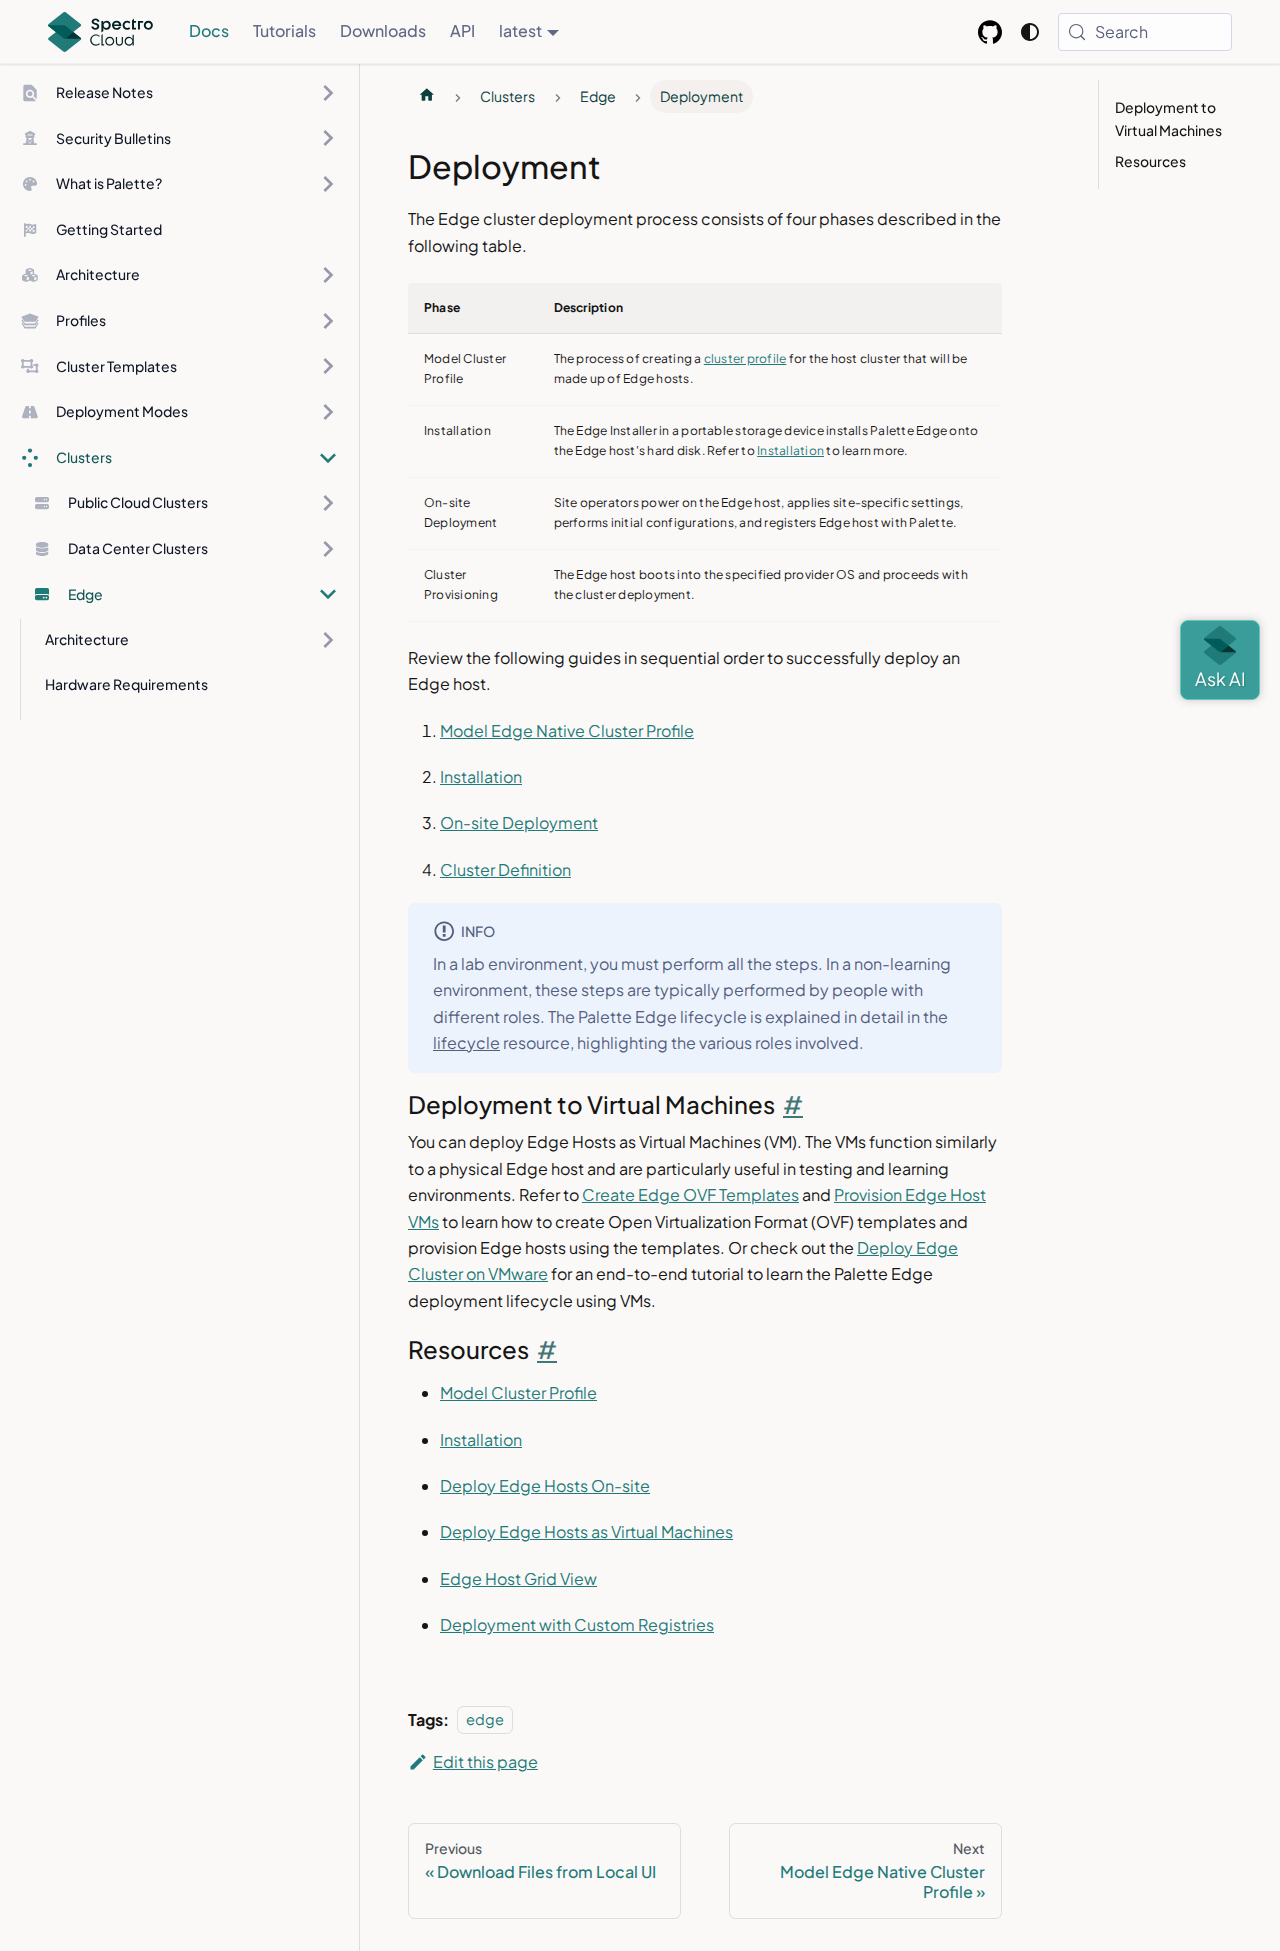 Spectro
Cloud
Docs
Tutorials
Downloads
API
latest
Search
Release Notes
Security Bulletins
What is Palette?
Getting Started
Architecture
Profiles
Cluster Templates
Deployment Modes
Clusters
Public Cloud Clusters
Data Center Clusters
Edge
Architecture
Hardware Requirements
Clusters
Edge
Deployment
Deployment
The Edge cluster deployment process consists of four phases described in the
following table.
Phase Description
Model Cluster
Profile
The process of creating a cluster profile for the host cluster that will be
made up of Edge hosts.
Installation
The Edge Installer in a portable storage device installs Palette Edge onto
the Edge host's hard disk. Refer to Installation to learn more.
On-site
Deployment
Site operators power on the Edge host, applies site-specific settings,
performs initial configurations, and registers Edge host with Palette.
Cluster
Provisioning
The Edge host boots into the specified provider OS and proceeds with
the cluster deployment.
Review the following guides in sequential order to successfully deploy an
Edge host.
1. Model Edge Native Cluster Profile
2. Installation
3. On-site Deployment
4. Cluster Definition
INFO
In a lab environment, you must perform all the steps. In a non-learning
environment, these steps are typically performed by people with
different roles. The Palette Edge lifecycle is explained in detail in the
lifecycle resource, highlighting the various roles involved.
Deployment to Virtual Machines #
You can deploy Edge Hosts as Virtual Machines (VM). The VMs function similarly
to a physical Edge host and are particularly useful in testing and learning
environments. Refer to Create Edge OVF Templates and Provision Edge Host
VMs to learn how to create Open Virtualization Format (OVF) templates and
provision Edge hosts using the templates. Or check out the Deploy Edge
Cluster on VMware for an end-to-end tutorial to learn the Palette Edge
deployment lifecycle using VMs.
Resources #
Model Cluster Profile
Installation
Deploy Edge Hosts On-site
Deploy Edge Hosts as Virtual Machines
Edge Host Grid View
Deployment with Custom Registries
Tags: edge
Edit this page
Previous
« Download Files from Local UI
Next
Model Edge Native Cluster
Profile »
Deployment to
Virtual Machines
Resources
Ask AI